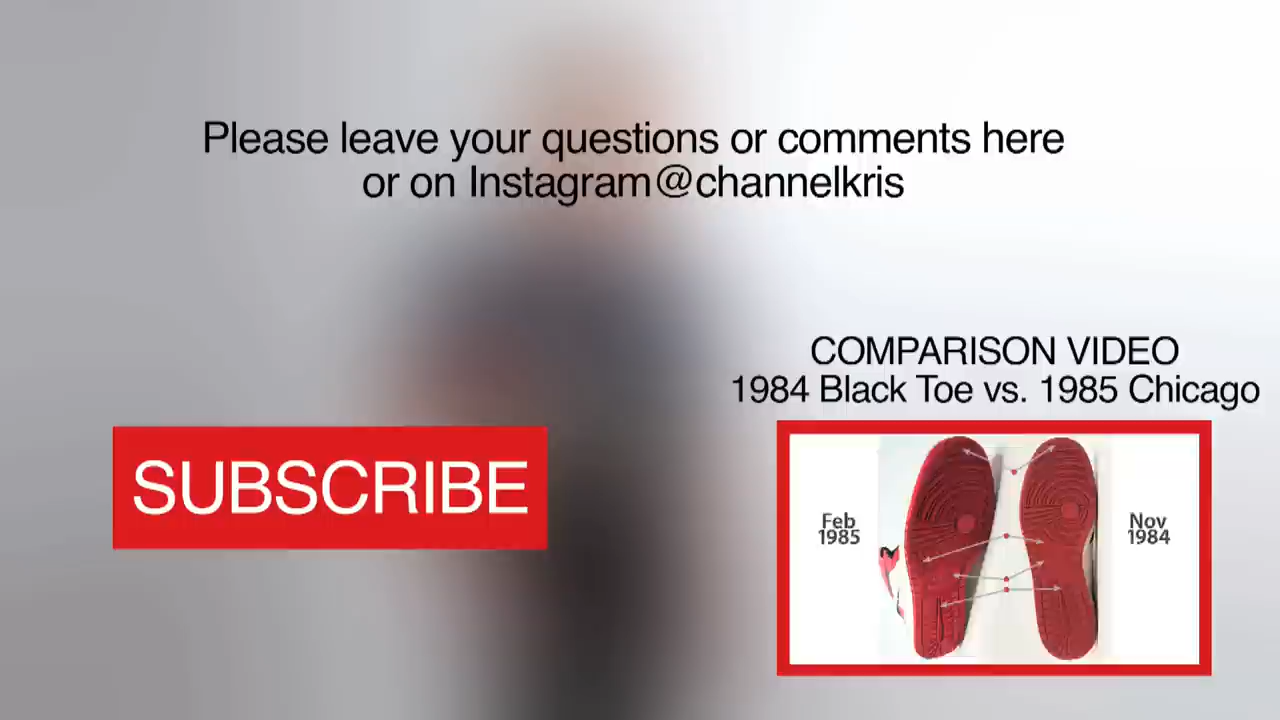 Please leave your questions or comments here
or on Instagram@channelkris
COMPARISON VIDEO
1984 Black Toe vs. 1985 Chicago
SUBSCRIBE
Feb
1985
Nov
1984